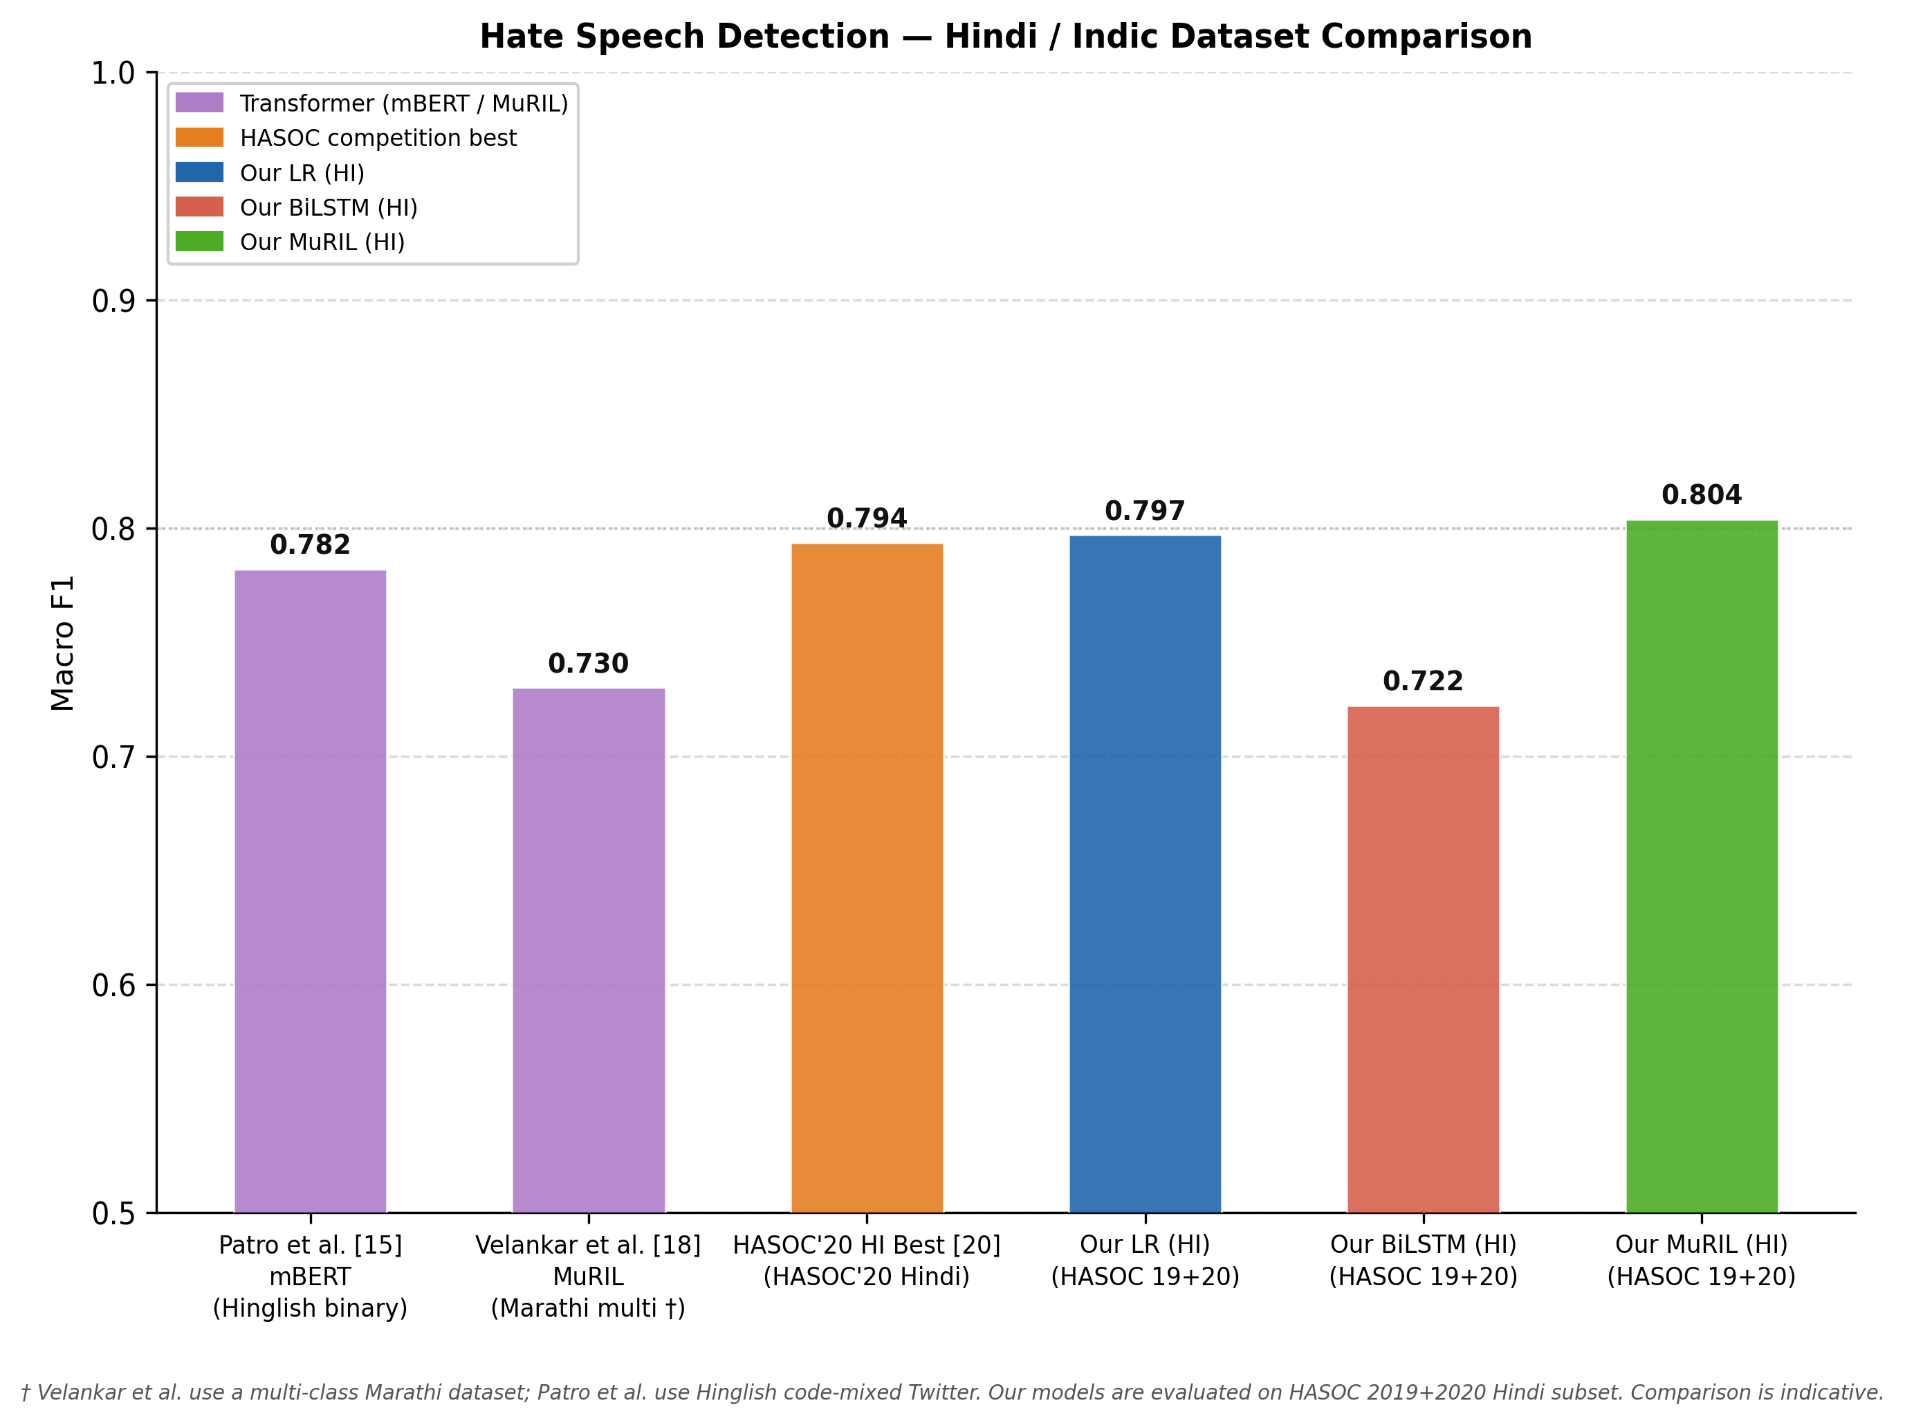 Hate Speech Detection — Hindi / Indic Dataset Comparison
1.0
0.9
0.8
0.7
0.6
0.5
Macro F1
Transformer (mBERT / MuRIL)
HASOC competition best
Our LR (HI)
Our BiLSTM (HI)
Our MuRIL (HI)
0.782
0.730
0.794
0.797
0.722
0.804
Patro et al. [15]
mBERT
(Hinglish binary)
Velankar et al. [18]
MuRIL
(Marathi multi †)
HASOC'20 HI Best [20]
(HASOC'20 Hindi)
Our LR (HI)
(HASOC 19+20)
Our BiLSTM (HI)
(HASOC 19+20)
Our MuRIL (HI)
(HASOC 19+20)
† Velankar et al. use a multi-class Marathi dataset; Patro et al. use Hinglish code-mixed Twitter. Our models are evaluated on HASOC 2019+2020 Hindi subset. Comparison is indicative.